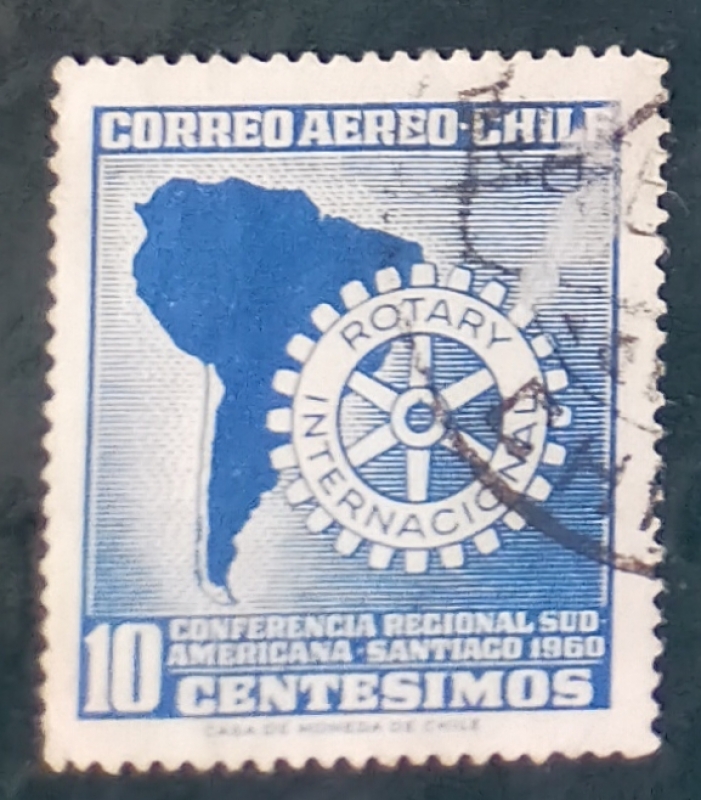 CORREO AEREO·CHILE
ROTARY
INTERNACIONAL
10
CONFERENCIA REGIONAL SUD-
AMERICANA·SANTIAGO 1960
CENTESIMOS
CASA DE MONEDA DE CHILE